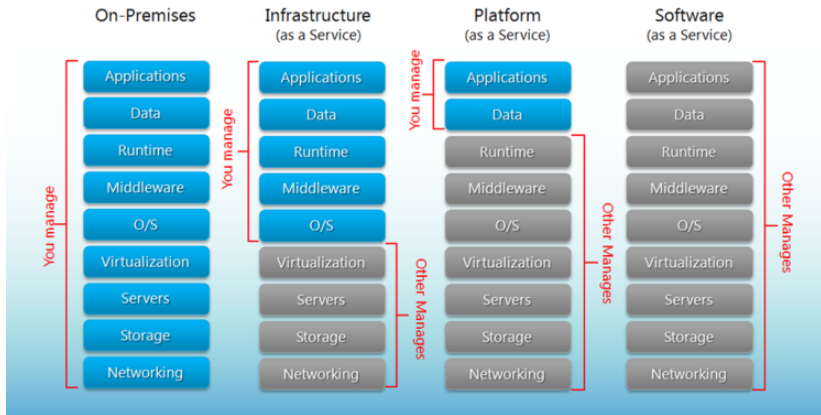 On-Premises
Applications
Data
Runtime
Middleware
O/S
Virtualization
Servers
Storage
Networking
You manage
Infrastructure
(as a Service)
Applications
Data
Runtime
Middleware
O/S
Virtualization
Servers
Storage
Networking
You manage
Other Manages
Platform
(as a Service)
Applications
Data
Runtime
Middleware
O/S
Virtualization
Servers
Storage
Networking
You manage
Other Manages
Software
(as a Service)
Applications
Data
Runtime
Middleware
O/S
Virtualization
Servers
Storage
Networking
Other Manages